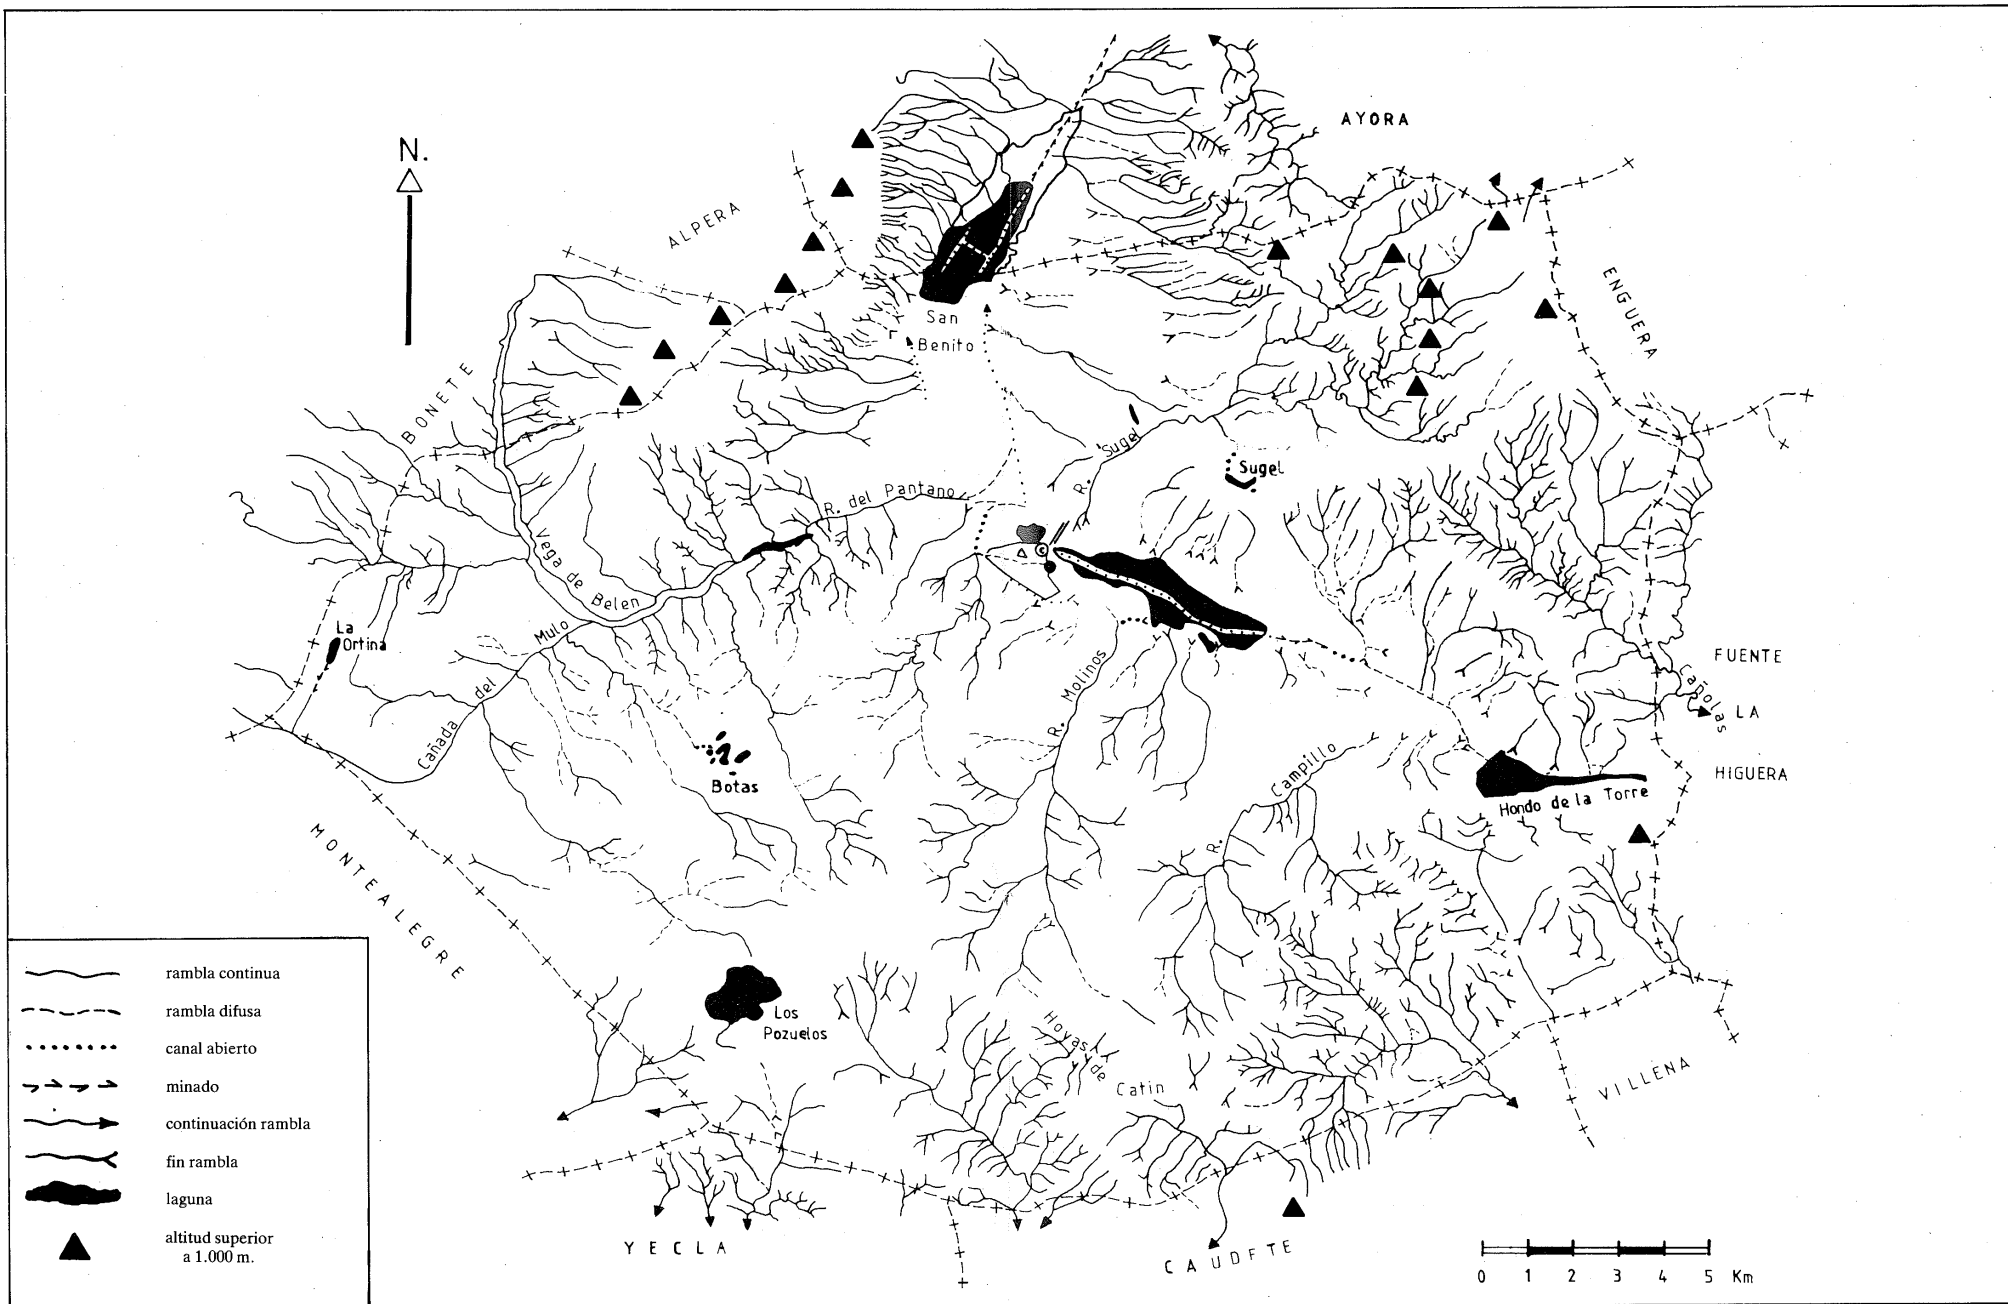 N.
AYORA
ALPERA
ENGUERA
San
Benito
BONETE
R. Sugel
Sugel
R. del Pantano
Vega de Belen
La
Ortina
Cañada del Mulo
R. Molinos
FUENTE
LA
HIGUERA
Cañolas
Botas
R. Campillo
Hondo de la Torre
MONTEALEGRE
Los
Pozuelos
Hoyas de
Catin
VILLENA
YECLA
CAUDFTE
rambla continua
rambla difusa
canal abierto
minado
continuación rambla
fin rambla
laguna
altitud superior
a 1.000 m.
0 1 2 3 4 5 Km